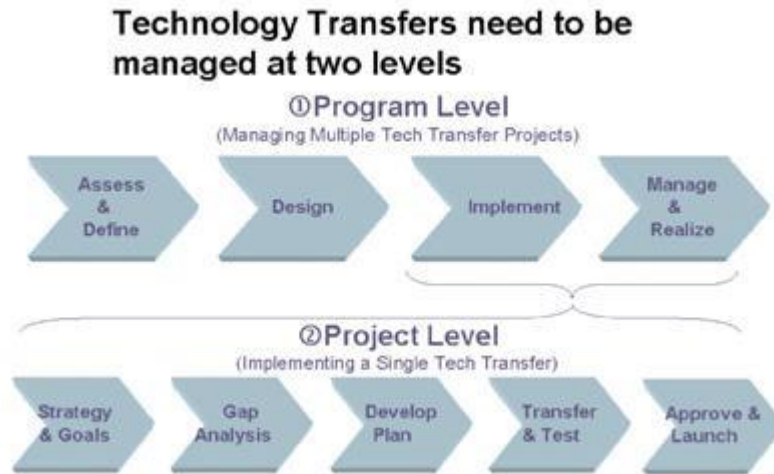 Technology Transfers need to be
managed at two levels
①Program Level
(Managing Multiple Tech Transfer Projects)
Assess
&
Define
Design
Implement
Manage
&
Realize
②Project Level
(Implementing a Single Tech Transfer)
Strategy
& Goals
Gap
Analysis
Develop
Plan
Transfer
& Test
Approve &
Launch